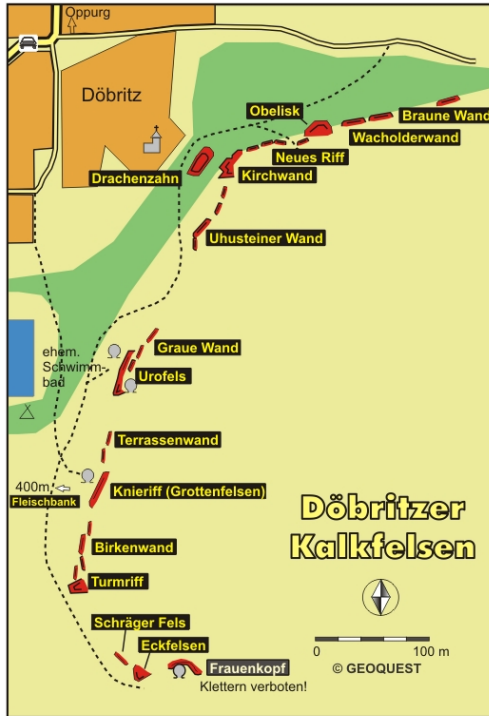 Oppurg
Döbritz
Obelisk
Braune Wand
Wacholderwand
Neues Riff
Drachenzahn
Kirchwand
Uhusteiner Wand
ehem.
Schwimm-
bad
Graue Wand
Urofels
Terrassenwand
400m
Fleischbank
Knieriff (Grottenfelsen)
Döbritzer
Kalkfelsen
Birkenwand
Turmriff
Schräger Fels
Eckfelsen
Frauenkopf
Klettern verboten!
0 100 m
© GEOQUEST